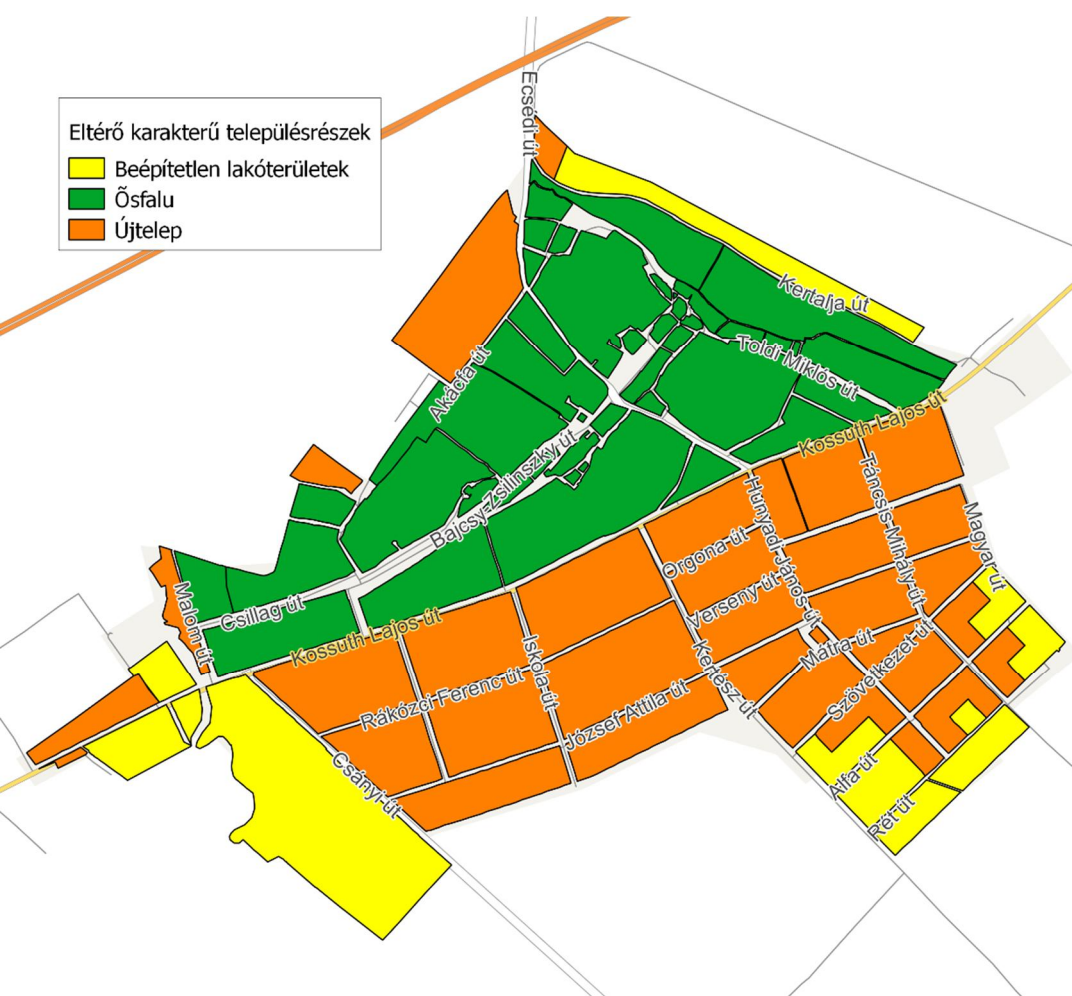 Ecsédi út
Eltérő karakterű településrészek
Beépítetlen lakóterületek
Õsfalu
Újtelep
Kertalja út
Toldi Miklós út
Akácfa út
Kossuth Lajos út
Bajcsy-Zsilinszky út
Táncsis Mihály út
Hunyadi János út
Magyar út
Orgona út
Verseny út
Malom út
Csillag út
Kossuth Lajos út
Iskola út
Kertész út
Mátra út
Szövetkezet út
Rákózci Ferenc út
József Attila út
Csányi út
Alfa út
Rét út